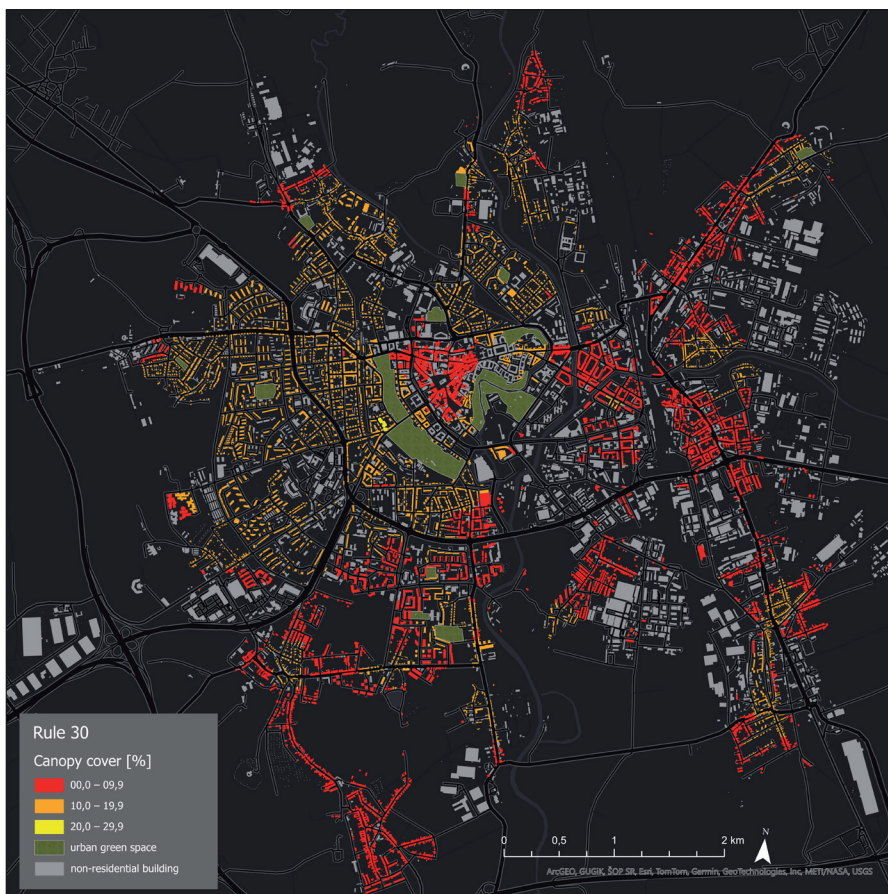 Rule 30
Canopy cover [%]
00,0 – 09,9
10,0 – 19,9
20,0 – 29,9
urban green space
non-residential building
0 0,5 1 2 km
N
ArcGEO, GUGiK, ŠOP SR, Esri, TomTom, Germin, GeoTechnologies, Inc, METI/NASA, USGS